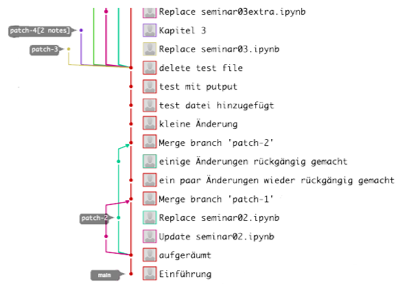 Replace seminar03extra.ipynb
patch-4[2 notes]
Kapitel 3
patch-3
Replace seminar03.ipynb
delete test file
test mit putput
test datei hinzugefügt
kleine Änderung
Merge branch 'patch-2'
einige Änderungen rückgängig gemacht
ein paar Änderungen wieder rückgängig gemacht
Merge branch 'patch-1'
patch-2
Replace seminar02.ipynb
Update seminar02.ipynb
aufgeräumt
main
Einführung